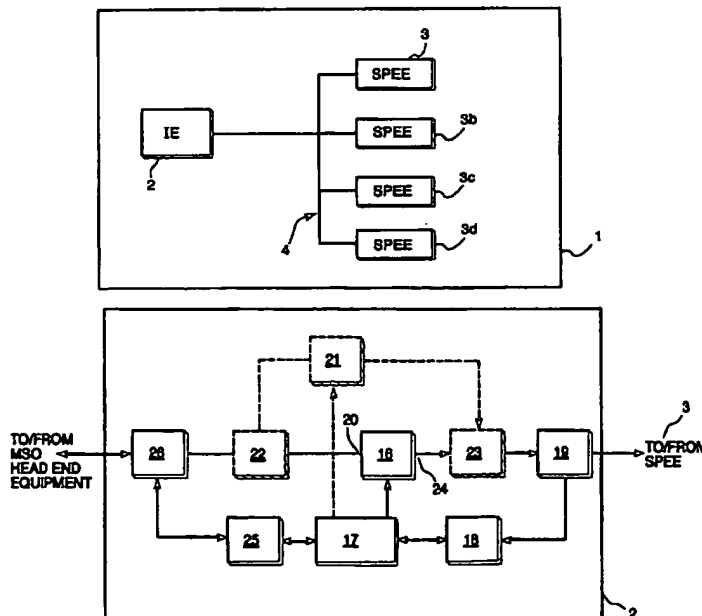 3
SPEE
IE
2
SPEE
3b
SPEE
3c
4
SPEE
3d
1
21
3
TO/FROM
MSO
HEAD END
EQUIPMENT
26
22
20
16
24
23
19
TO/FROM
SPEE
25
17
18
2